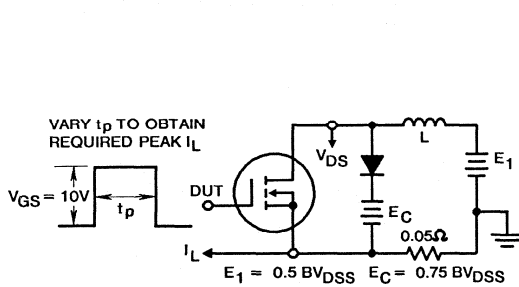 VARY tp TO OBTAIN
REQUIRED PEAK IL
VGS = 10V
tp
DUT
VDS
L
E1
EC
0.05Ω
IL
E1 = 0.5 BVDSS EC = 0.75 BVDSS